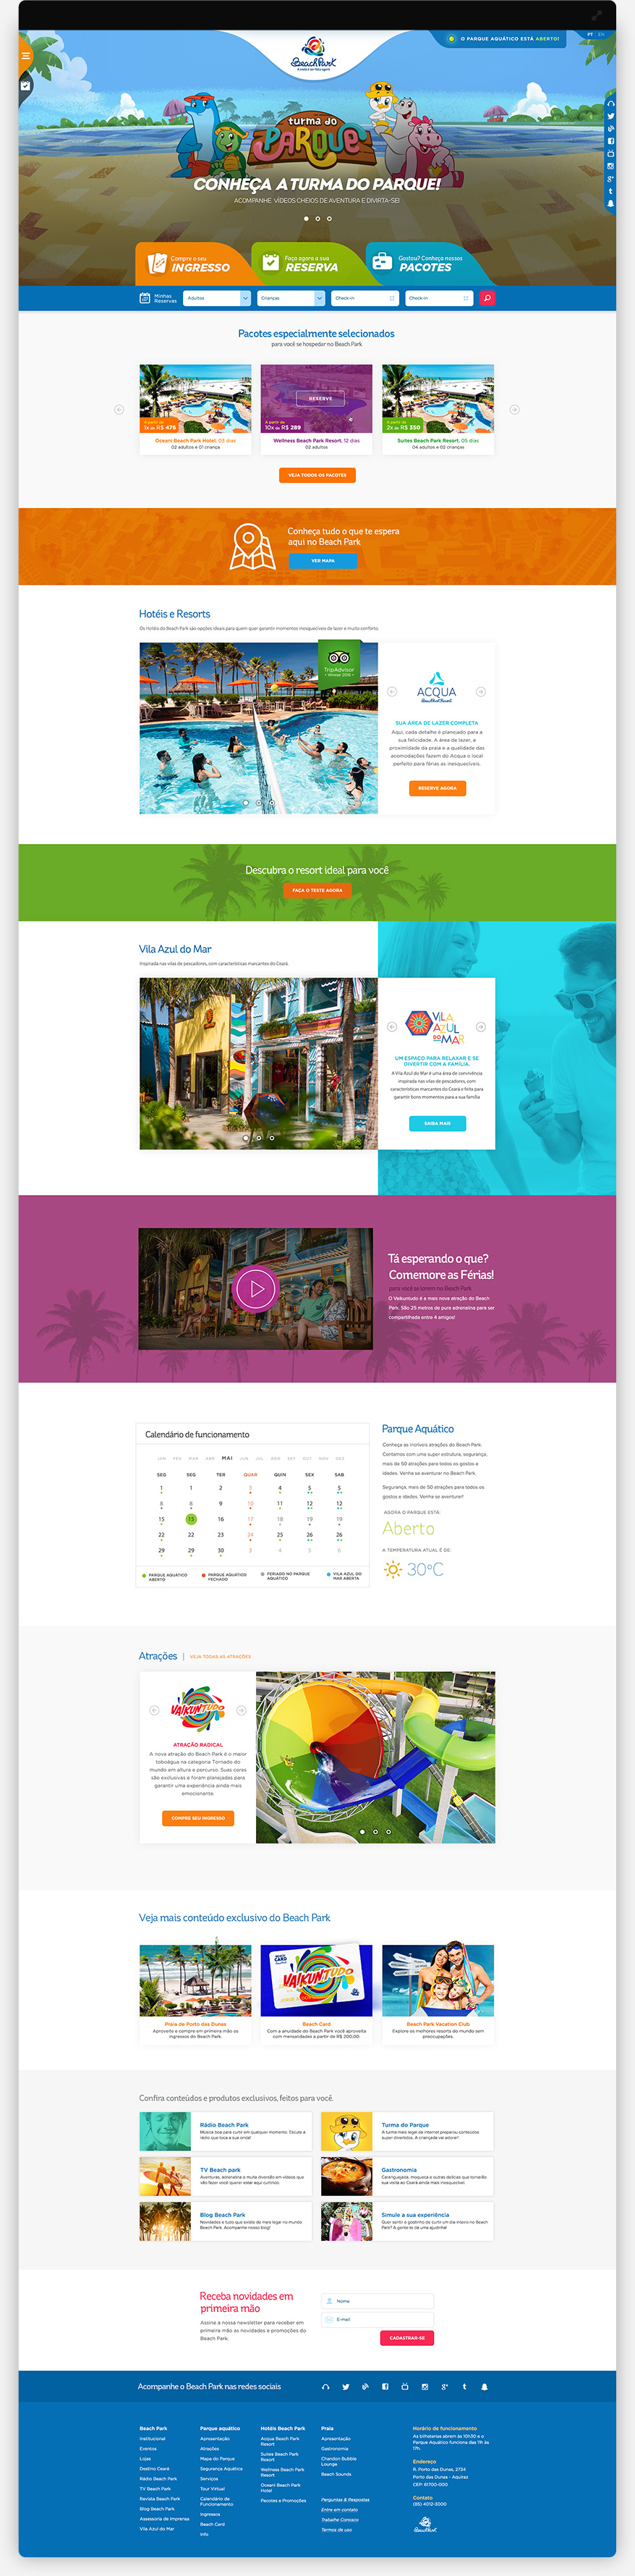 BeachPark
O PARQUE AQUÁTICO ESTÁ ABERTO!
PT EN
turma do
PARQUE
CONHEÇA A TURMA DO PARQUE!
ACOMPANHE VÍDEOS CHEIOS DE AVENTURA E DIVIRTA-SE!
Compre o seu
INGRESSO
Faça agora a sua
RESERVA
Gostou? Conheça nossos
PACOTES
Minhas
Reservas
Adultos
Crianças
Check-in
Check-in
Pacotes especialmente selecionados
para você se hospedar no Beach Park
A partir de
1x de R$ 476
RESERVE
A partir de
10x de R$ 289
A partir de
2x de R$ 350
Oceani Beach Park Hotel, 03 dias
02 adultos e 01 criança
Wellness Beach Park Resort, 12 dias
02 adultos
Suites Beach Park Resort, 05 dias
04 adultos e 02 crianças
VEJA TODOS OS PACOTES
Conheça tudo o que te espera
aqui no Beach Park
VER MAPA
Hotéis e Resorts
Os Hotéis do Beach Park são opções ideais para quem quer garantir momentos inesquecíveis de lazer e muito conforto.
TripAdvisor
ACQUA
BeachPark Resort
SUA ÁREA DE LAZER COMPLETA
Aqui, cada detalhe é planejado para a
sua felicidade. A área de lazer, a
proximidade da praia e a qualidade das
acomodações fazem do Acqua o local
perfeito para férias as inesquecíveis.
RESERVE AGORA
Descubra o resort ideal para você
FAÇA O TESTE AGORA
Vila Azul do Mar
Inspirada nas vilas de pescadores, com características marcantes do Ceará.
VILA
AZUL
DO MAR
UM ESPAÇO PARA RELAXAR E SE
DIVERTIR COM A FAMÍLIA.
A Vila Azul do Mar é uma área de convivência
inspirada nas vilas de pescadores, com
características marcantes do Ceará e feita para
garantir bons momentos para a sua família
SAIBA MAIS
Tá esperando o que?
Comemore as Férias!
para você se lorem no Beach Park
O Vaikuntudo é a mais nova atração do Beach
Park. São 25 metros de pura adrenalina para ser
compartilhada entre 4 amigos!
Calendário de funcionamento
JAN FEV MAR ABR MAI JUN JUL AGO SET OUT NOV DEZ
SEG SEG TER QUAR QUIN SEX SAB
1 1 2 3 4 5 5
8 8 9 10 11 12 12
15 15 16 17 18 19 19
22 22 23 24 25 26 26
29 29 30 3 4 5 6
PARQUE AQUÁTICO
ABERTO
PARQUE AQUÁTICO
FECHADO
FERIADO NO PARQUE
AQUÁTICO
VILA AZUL DO
MAR ABERTA
Parque Aquático
Conheça as incríveis atrações do Beach Park.
Contamos com uma super estrutura, segurança,
mais de 50 atrações para todos os gostos e
idades. Venha se aventurar no Beach Park.
Segurança, mais de 50 atrações para todos os
gostos e idades. Venha se aventurar!
AGORA O PARQUE ESTÁ:
Aberto
A TEMPERATURA ATUAL É DE:
30ºC
Atrações | VEJA TODAS AS ATRAÇÕES
VAIKUNTUDO
ATRAÇÃO RADICAL
A nova atração do Beach Park é o maior
toboágua na categoria Tornado do
mundo em altura e percurso. Suas cores
são exclusivas e foram planejadas para
garantir uma experiência ainda mais
emocionante.
COMPRE SEU INGRESSO
Veja mais conteúdo exclusivo do Beach Park
VAIKUNTUDO
Praia de Porto das Dunas
Aproveite e compre em primeira mão os
ingressos do Beach Park.
Beach Card
Com a anuidade do Beach Park você aproveita
com mensalidades a partir de R$ 200,00.
Beach Park Vacation Club
Explore os melhores resorts do mundo sem
preocupações.
Confira conteúdos e produtos exclusivos, feitos para você.
Rádio Beach Park
Música boa para curtir em qualquer momento. Escute a
rádio que toca a sua onda!
Turma do Parque
A turma mais legal de internet preparou conteúdos
super divertidos. A criançada vai adorar!
TV Beach park
Aventuras, adrenalina e muita diversão em vídeos que
vão fazer você querer estar aqui curtindo.
Gastronomia
Caranguejada, moqueca e outras delícias que tornarão
sua visita ao Ceará ainda mais inesquecível.
Blog Beach Park
Novidades e tudo que existe de mais legal no mundo
Beach Park. Acompanhe nosso blog!
Simule a sua experiência
Quer sentir o gostinho de curtir um dia inteiro no Beach
Park? A gente te dá uma ajudinha!
Receba novidades em
primeira mão
Assine a nossa newsletter para receber em
primeira mão as novidades e promoções do
Beach Park.
Nome
E-mail
CADASTRAR-SE
Acompanhe o Beach Park nas redes sociais
Beach Park
Institucional
Eventos
Lojas
Destino Ceará
Rádio Beach Park
TV Beach Park
Revista Beach Park
Blog Beach Park
Assessoria de Imprensa
Vila Azul do Mar
Parque aquático
Apresentação
Atrações
Mapa do Parque
Segurança Aquática
Serviços
Tour Virtual
Calendário de
Funcionamento
Ingressos
Beach Card
Info
Hotéis Beach Park
Acqua Beach Park
Resort
Suites Beach Park
Resort
Wellness Beach Park
Resort
Oceani Beach Park
Hotel
Pacotes e Promoções
Praia
Apresentação
Gastronomia
Chandon Bubble
Lounge
Beach Sounds
Perguntas & Respostas
Entre em contato
Trabalhe Conosco
Termos de uso
Horário de funcionamento
As bilheterias abrem às 10h30 e o
Parque Aquático funciona das 11h às
17h.
Endereço
R. Porto das Dunas, 2734
Porto das Dunas - Aquiraz
CEP: 61700-000
Contato
(85) 4012-3000
BeachPark